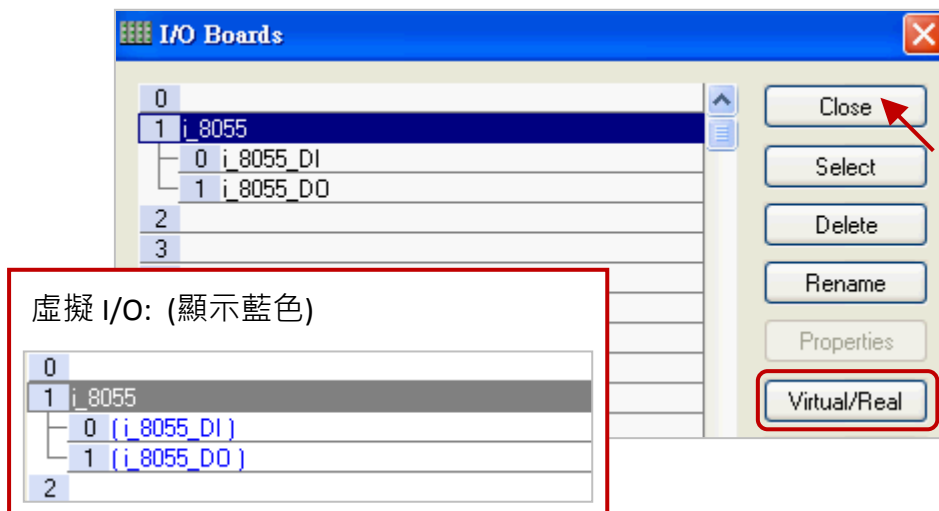 I/O Boards
0
1 i_8055
0 i_8055_DI
1 i_8055_DO
2
3
Close
Select
Delete
Rename
Properties
Virtual/Real
虛擬 I/O: (顯示藍色)
0
1 i_8055
0 ( i_8055_DI )
1 ( i_8055_DO )
2